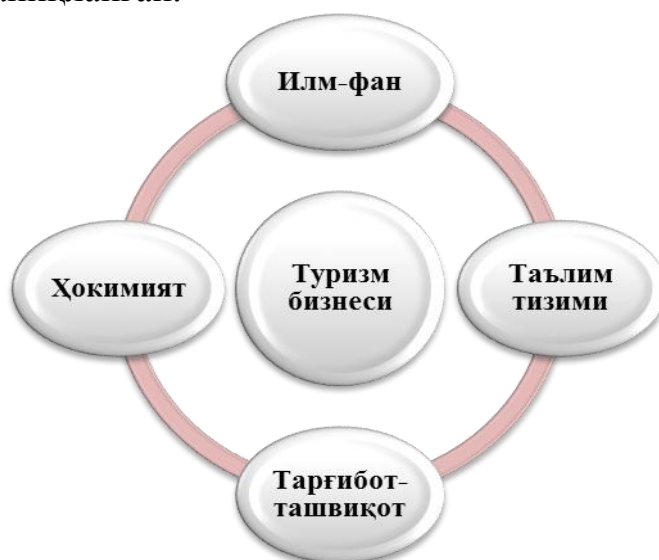 Илм-фан
Ҳокимият
Туризм
бизнеси
Таълим
тизими
Тарғибот-
ташвиқот